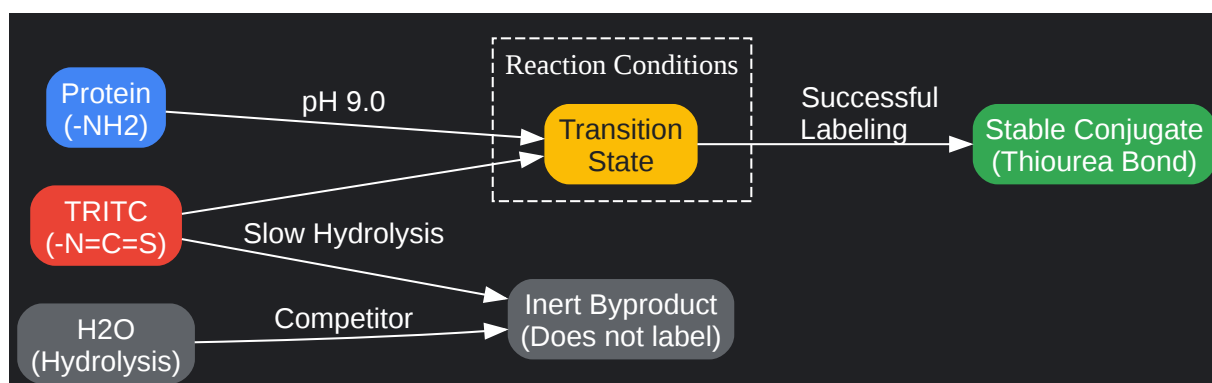 Protein
(-NH2)
pH 9.0
Reaction Conditions
Transition
State
Successful
Labeling
Stable Conjugate
(Thiourea Bond)
TRITC
(-N=C=S)
Slow Hydrolysis
H2O
(Hydrolysis)
Competitor
Inert Byproduct
(Does not label)